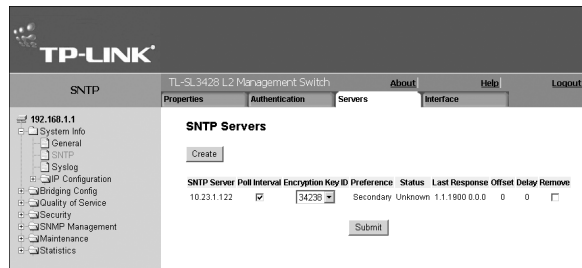 TP-LINK
SNTP
TL-SL3428 L2 Management Switch About Help Logout
Properties Authentication Servers Interface
192.168.1.1
System Info
General
SNTP
Syslog
IP Configuration
Bridging Config
Quality of Service
Security
SNMP Management
Maintenance
Statistics
SNTP Servers
Create
SNTP Server Poll Interval Encryption Key ID Preference Status Last Response Offset Delay Remove
10.23.1.122 34238 Secondary Unknown 1.1.1900 0.0.0 0 0
Submit